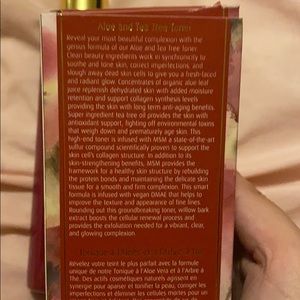 Aloe and Tea Tree Toner
Reveal your most beautiful complexion with the
genius formula of our Aloe and Tea Tree Toner.
Clean beauty ingredients work in synchronicity to
soothe and tone skin, correct imperfections, and
slough away dead skin cells to give you a fresh-faced
and radiant glow. Concentrates of organic aloe leaf
juice replenish dehydrated skin with added moisture
retention and support collagen synthesis levels
providing the skin with long term anti-aging benefits.
Super ingredient tea tree oil provides the skin with
antioxidant support, fighting off environmental toxins
that weigh down and prematurely age skin. This
high-end toner is infused with MSM a state-of-the-art
sulfur compound scientifically proven to support the
skin cell's collagen structure. In addition to its
skin-strengthening benefits, MSM provides the
framework for a healthy skin structure by rebuilding
the protein bonds and maintaining the delicate skin
tissue for a smooth and firm complexion. This smart
formula is infused with vegan DMAE which helps to
improve the texture and appearance of fine lines.
Rounding out this groundbreaking toner, willow bark
extract boosts the cellular renewal process and
provides the exfoliation needed for a vibrant, clear,
and glowing complexion.
Tonique à l'Aloès et à l'Arbre à Thé
Révélez votre teint le plus parfait avec la formule
unique de notre Tonique à l'Aloe Vera et à l'Arbre à
Thé. Des actifs cosmétiques naturels agissent en
synergie pour apaiser et tonifier la peau, corriger les
imperfections et éliminer les cellules mortes pour un